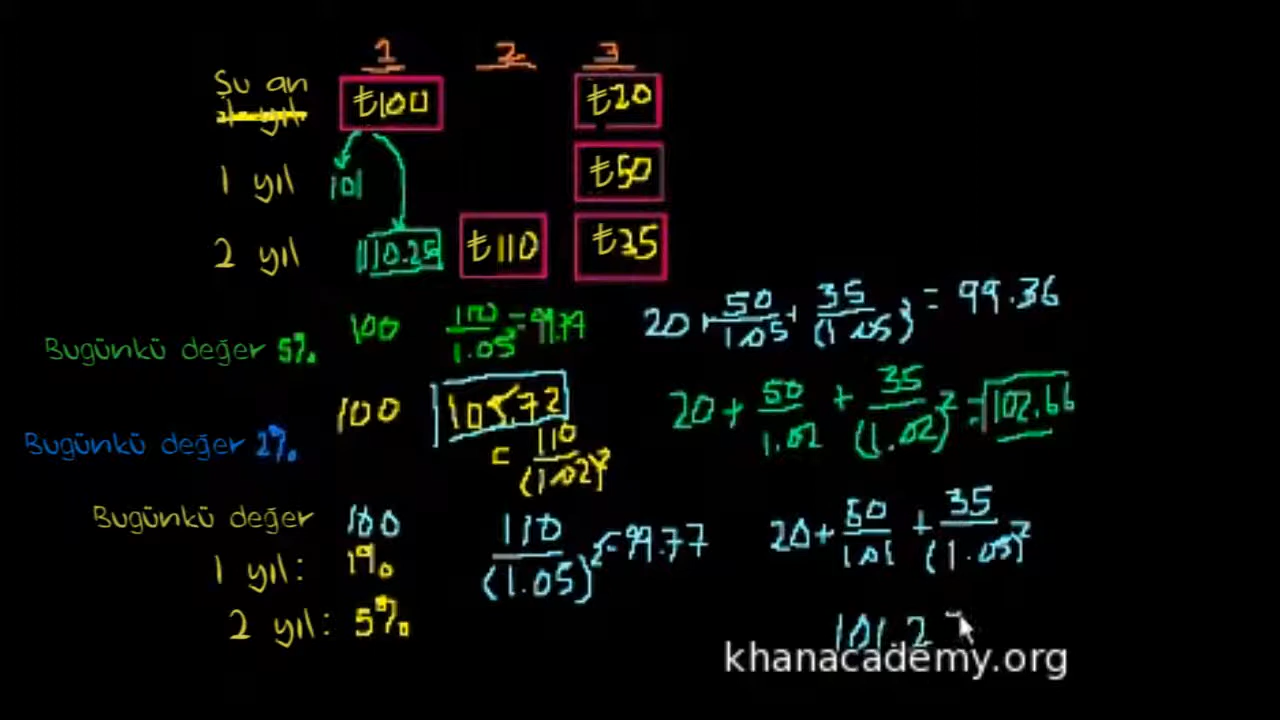 1 2 3
Şu an ₺100 ₺20
1 yıl
1 yıl 101 ₺50
2 yıl 110.25 ₺110 ₺35
Bugünkü değer 5% 100 110/1.05² = 99.77 20 + 50/1.05 + 35/(1.05)² = 99.36
Bugünkü değer 2% 100 105.72 = 110/(1.02)² 20 + 50/1.02 + 35/(1.02)² = 102.66
Bugünkü değer 100 110/(1.05)² = 99.77 20 + 50/1.01 + 35/(1.05)²
1 yıl: 1%
2 yıl: 5% 101.2
khanacademy.org